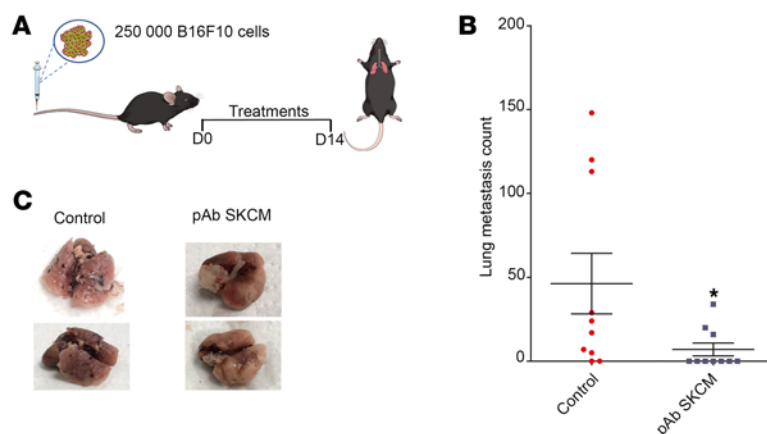 A
250 000 B16F10 cells
Treatments
D0
D14
B
200
150
100
50
0
Lung metastasis count
*
Control
pAb SKCM
C
Control
pAb SKCM